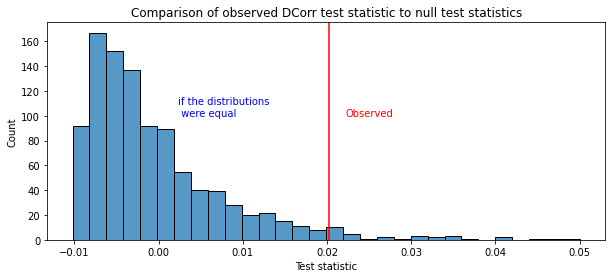 Comparison of observed DCorr test statistic to null test statistics
160
140
120
100
80
60
40
20
0
Count
if the distributions
were equal
Observed
−0.01
0.00
0.01
0.02
0.03
0.04
0.05
Test statistic